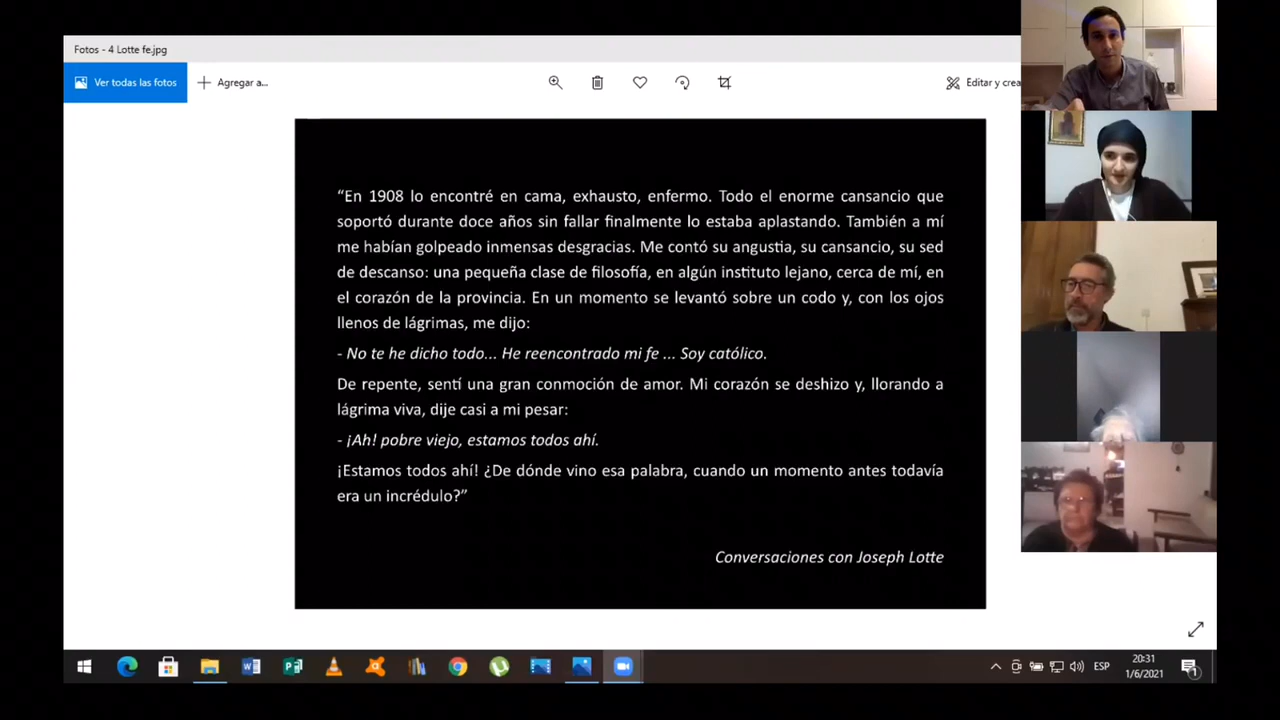 Fotos - 4 Lotte fe.jpg
Ver todas las fotos
Agregar a...
Editar y crea
“En 1908 lo encontré en cama, exhausto, enfermo. Todo el enorme cansancio que
soportó durante doce años sin fallar finalmente lo estaba aplastando. También a mí
me habían golpeado inmensas desgracias. Me contó su angustia, su cansancio, su sed
de descanso: una pequeña clase de filosofía, en algún instituto lejano, cerca de mí, en
el corazón de la provincia. En un momento se levantó sobre un codo y, con los ojos
llenos de lágrimas, me dijo:
- No te he dicho todo... He reencontrado mi fe ... Soy católico.
De repente, sentí una gran conmoción de amor. Mi corazón se deshizo y, llorando a
lágrima viva, dije casi a mi pesar:
- ¡Ah! pobre viejo, estamos todos ahí.
¡Estamos todos ahí! ¿De dónde vino esa palabra, cuando un momento antes todavía
era un incrédulo?”
Conversaciones con Joseph Lotte
ESP
20:31
1/6/2021
1